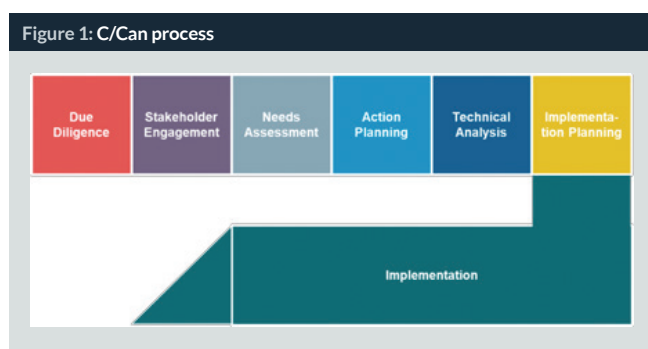 Figure 1: C/Can process
Due
Diligence
Stakeholder
Engagement
Needs
Assessment
Action
Planning
Technical
Analysis
Implementa-
tion Planning
Implementation